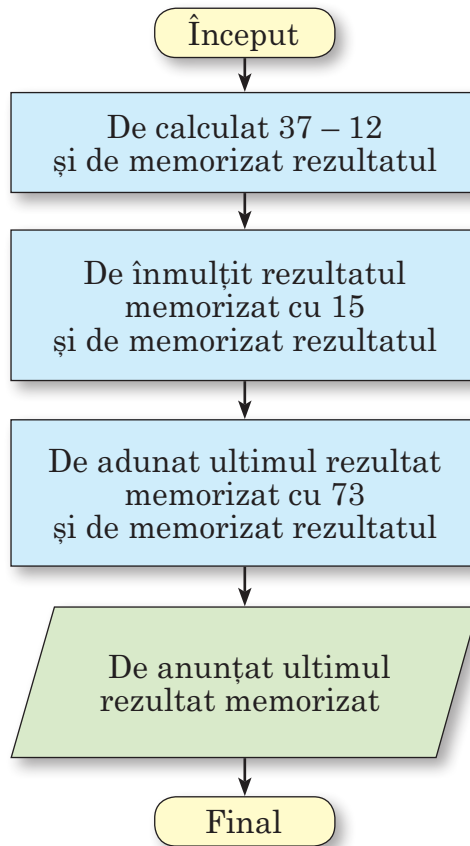 Început
De calculat 37 – 12
și de memorizat rezultatul
De înmulțit rezultatul
memorizat cu 15
și de memorizat rezultatul
De adunat ultimul rezultat
memorizat cu 73
și de memorizat rezultatul
De anunțat ultimul
rezultat memorizat
Final